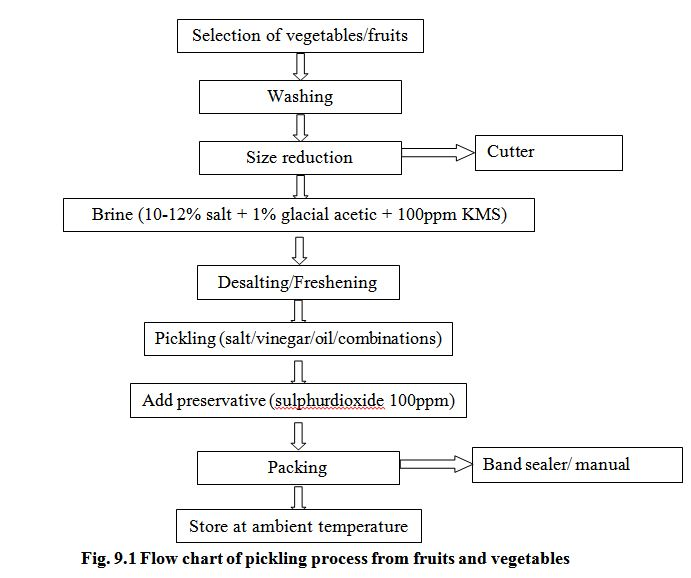 Selection of vegetables/fruits
Washing
Size reduction
Cutter
Brine (10-12% salt + 1% glacial acetic + 100ppm KMS)
Desalting/Freshening
Pickling (salt/vinegar/oil/combinations)
Add preservative (sulphurdioxide 100ppm)
Packing
Band sealer/ manual
Store at ambient temperature
Fig. 9.1 Flow chart of pickling process from fruits and vegetables